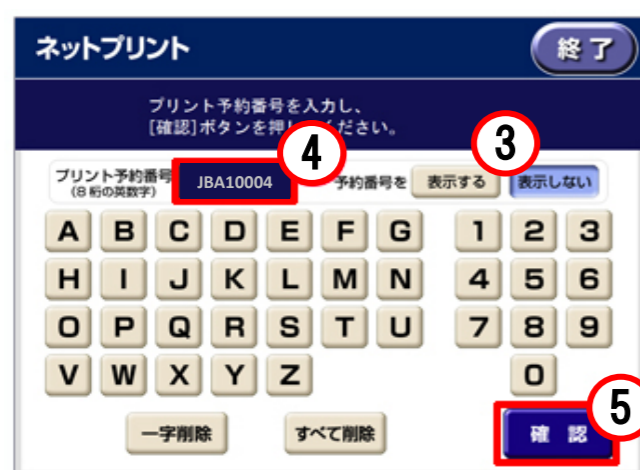 ネットプリント 終了
プリント予約番号を入力し、
[確認]ボタンを押し ください。
④
③
プリント予約番号 JBA10004 予約番号を 表示する 表示しない
(8桁の英数字)
A B C D E F G 1 2 3
H I J K L M N 4 5 6
O P Q R S T U 7 8 9
V W X Y Z 0
⑤
一字削除 すべて削除 確認